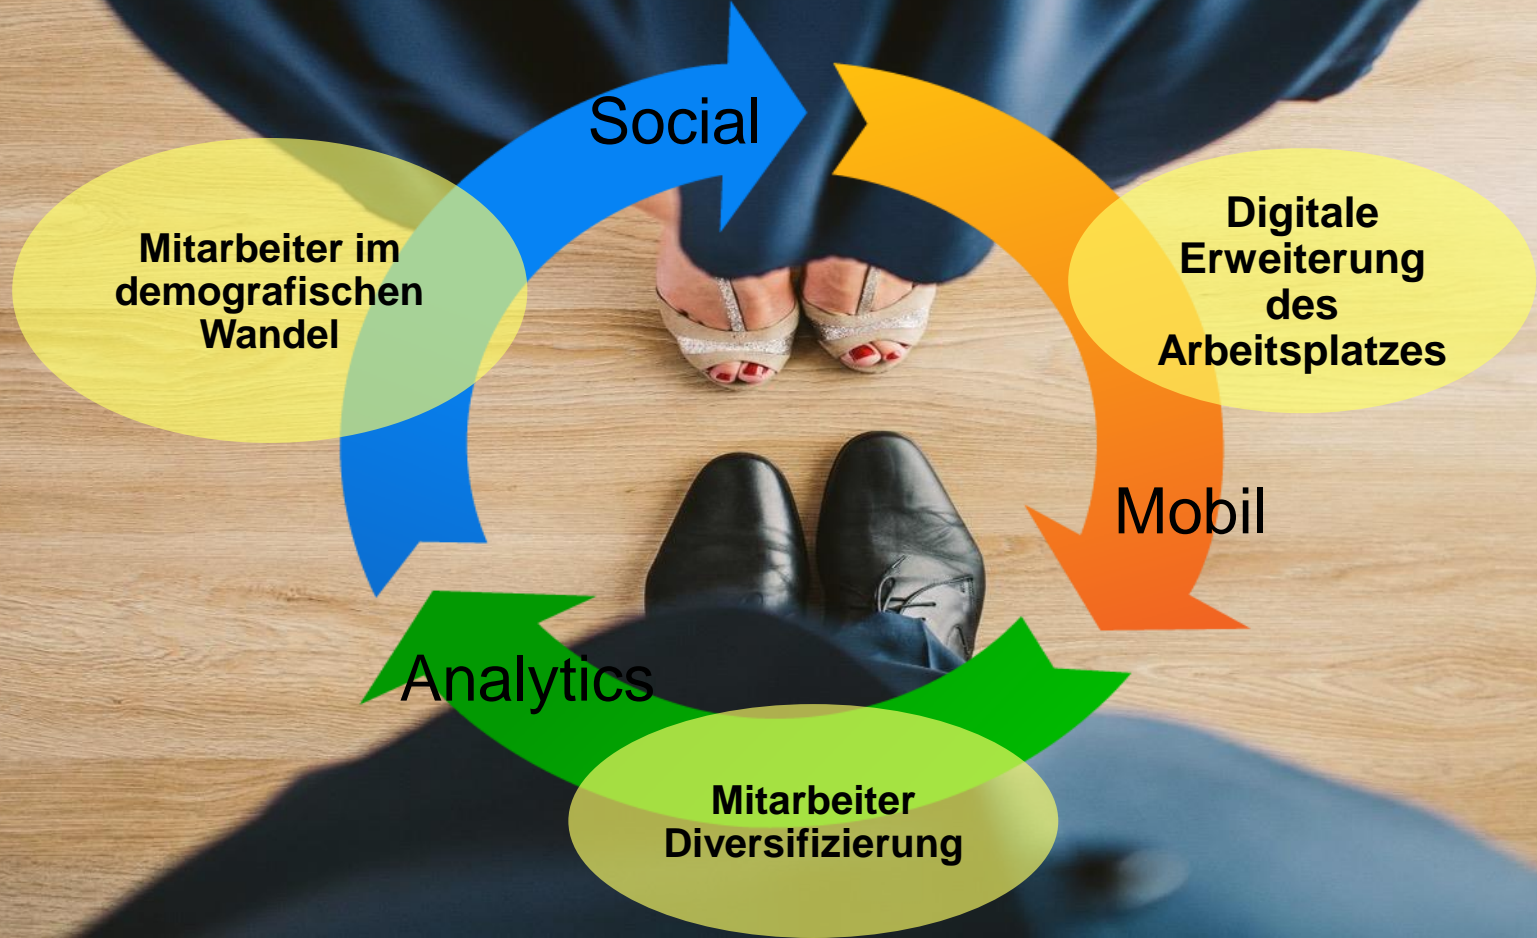 Social
Mitarbeiter im
demografischen
Wandel
Digitale
Erweiterung
des
Arbeitsplatzes
Mobil
Analytics
Mitarbeiter
Diversifizierung